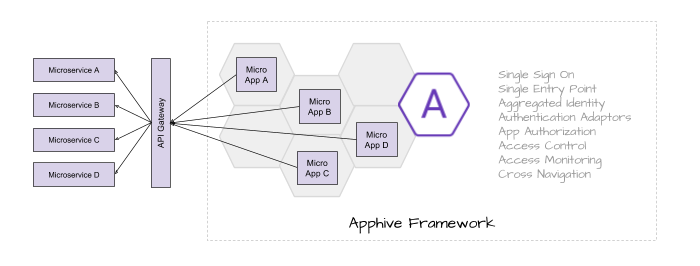 Microservice A
Microservice B
Microservice C
Microservice D
API Gateway
Micro
App A
Micro
App B
Micro
App D
Micro
App C
A
Single Sign On
Single Entry Point
Aggregated Identity
Authentication Adaptors
App Authorization
Access Control
Access Monitoring
Cross Navigation
Apphive Framework